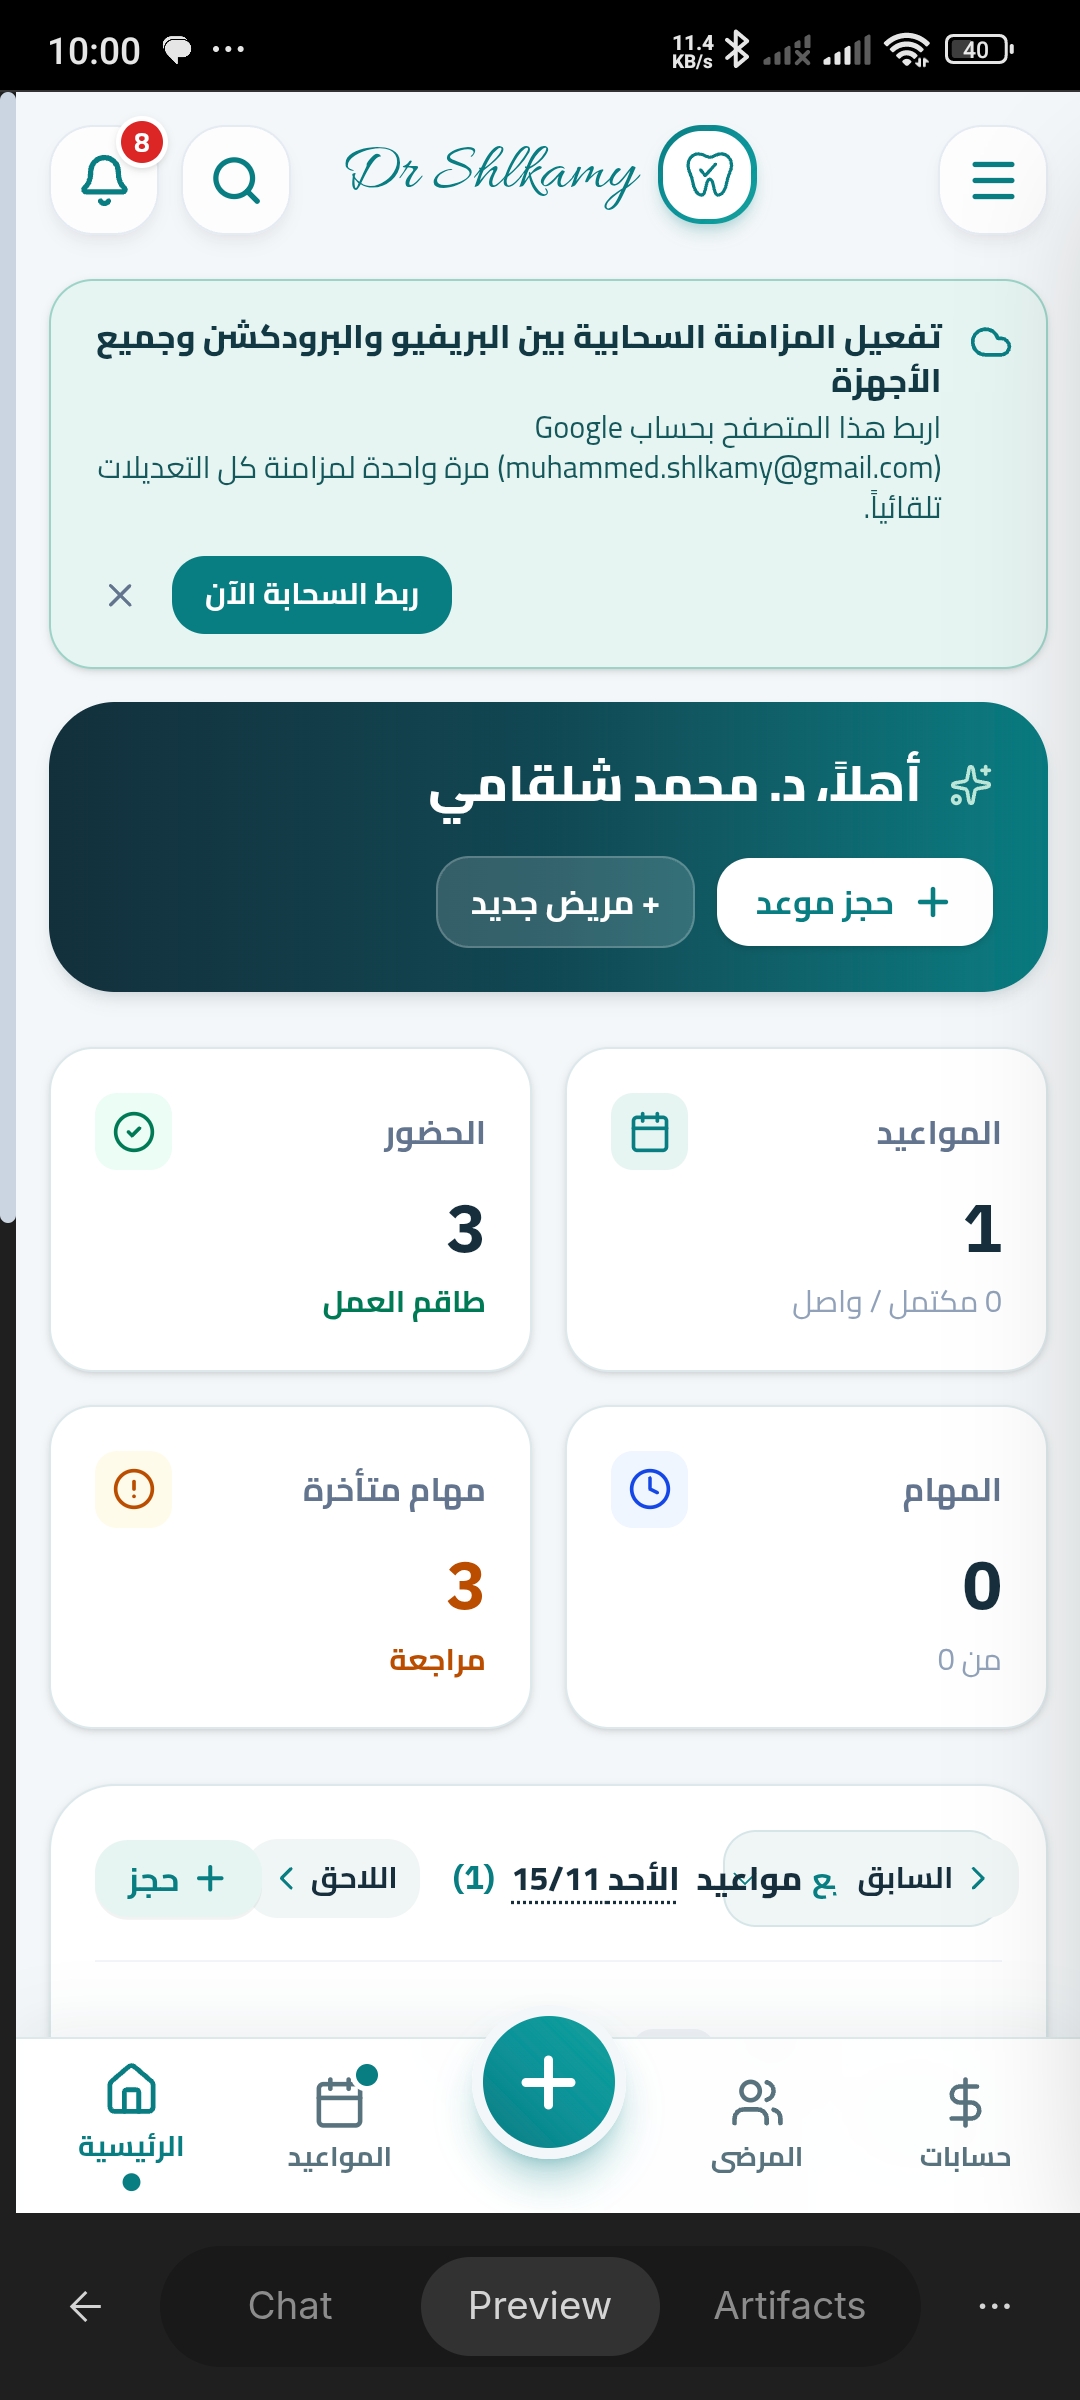 10:00
11.4
KB/s
40
8
Dr Shlkamy
تفعيل المزامنة السحابية بين البريفيو والبرودكشن وجميع
الأجهزة
اربط هذا المتصفح بحساب Google
(muhammed.shlkamy@gmail.com) مرة واحدة لمزامنة كل التعديلات
تلقائياً.
ربط السحابة الآن
أهلاً، د. محمد شلقامي
حجز موعد
+ مريض جديد
المواعيد
1
0 مكتمل / واصل
الحضور
3
طاقم العمل
المهام
0
من 0
مهام متأخرة
3
مراجعة
السابق
مواعيد الأحد 15/11 (1)
اللاحق
حجز
حسابات
المرضى
المواعيد
الرئيسية
Chat
Preview
Artifacts